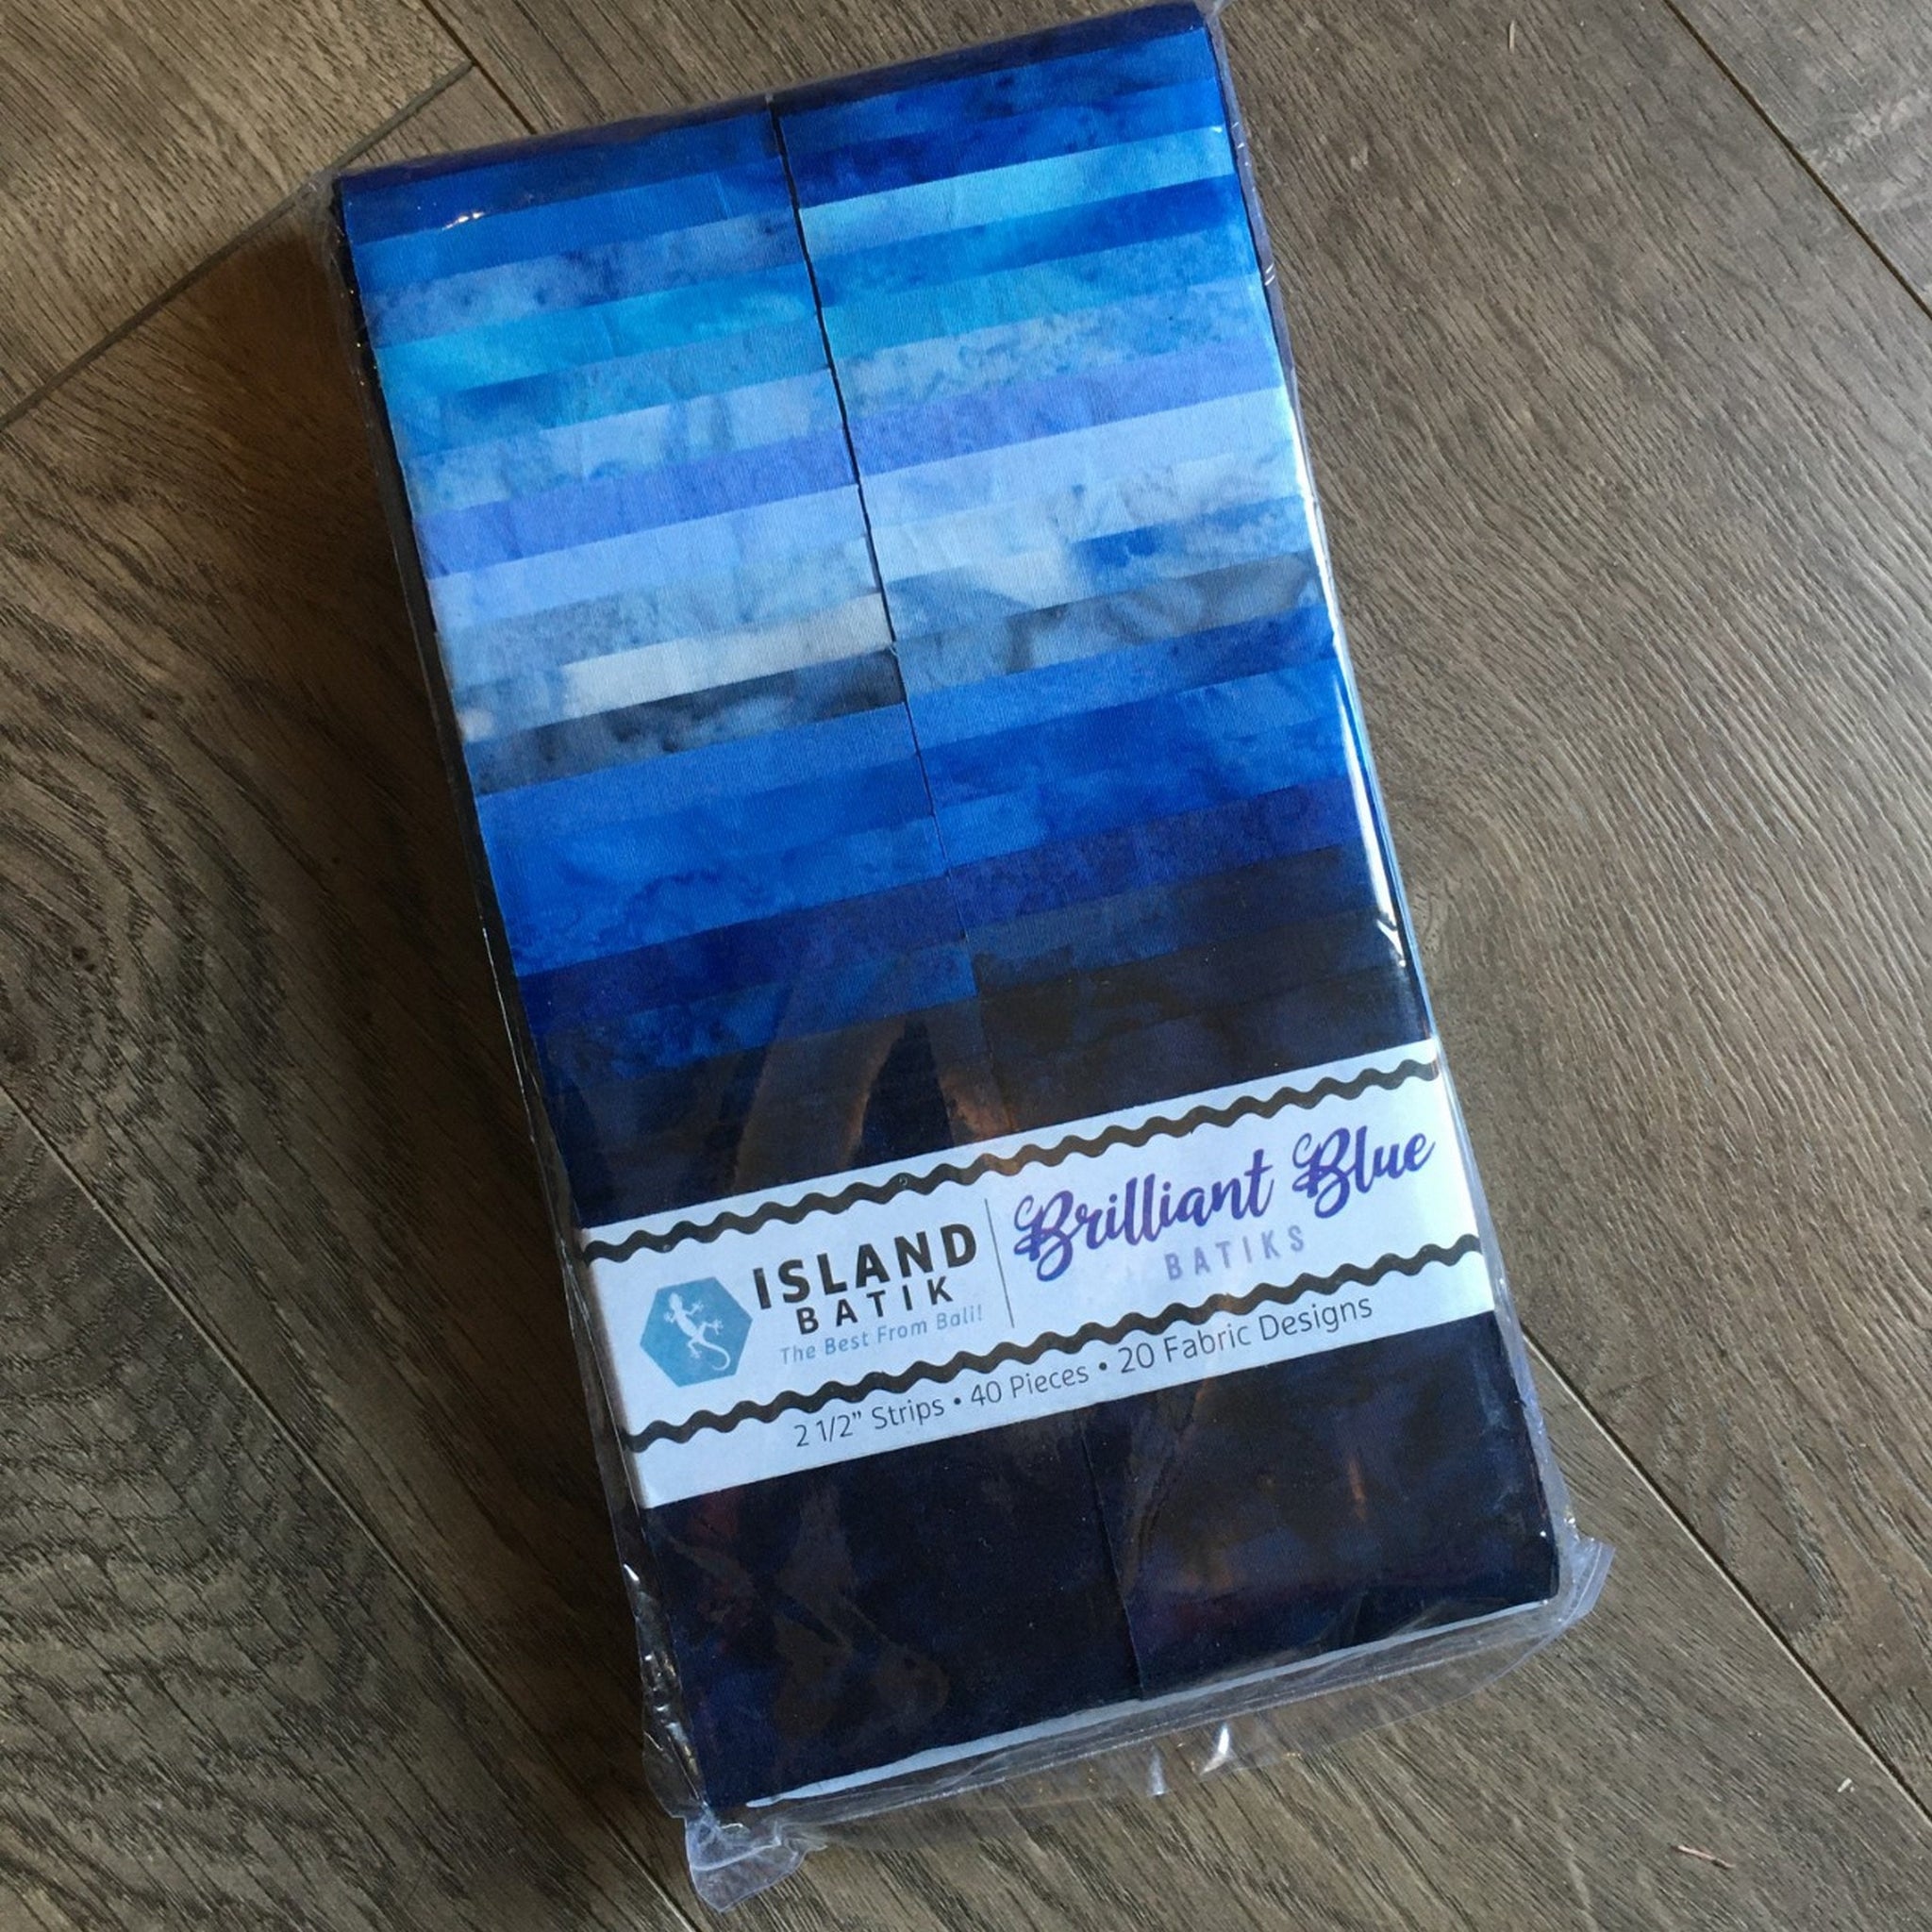 ISLAND
BATIK
The Best From Bali!
Brilliant Blue
BATIKS
2 1/2” Strips • 40 Pieces • 20 Fabric Designs